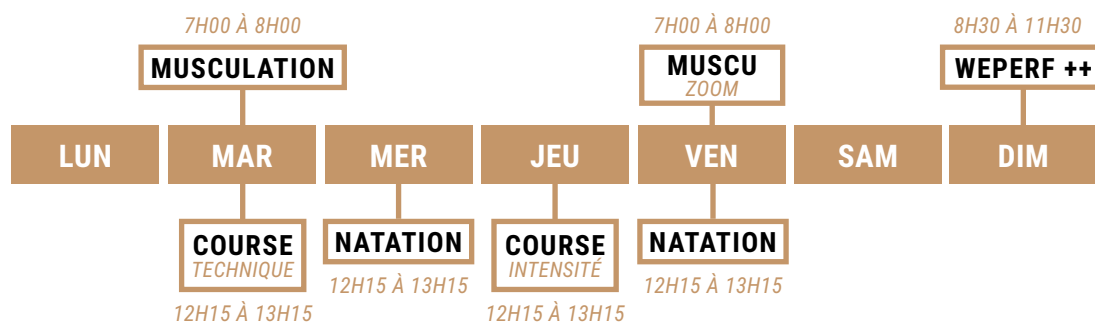 7H00 À 8H00
7H00 À 8H00
8H30 À 11H30
MUSCULATION
MUSCU
ZOOM
WEPERF ++
LUN
MAR
MER
JEU
VEN
SAM
DIM
COURSE
TECHNIQUE
NATATION
COURSE
INTENSITÉ
NATATION
12H15 À 13H15
12H15 À 13H15
12H15 À 13H15
12H15 À 13H15